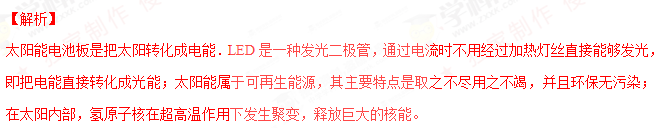 【解析】
太阳能电池板是把太阳转化成电能．LED 是一种发光二极管，通过电流时不用经过加热灯丝直接能够发光，
即把电能直接转化成光能；太阳能属于可再生能源，其主要特点是取之不尽用之不竭，并且环保无污染；
在太阳内部，氢原子核在超高温作用下发生聚变，释放巨大的核能。